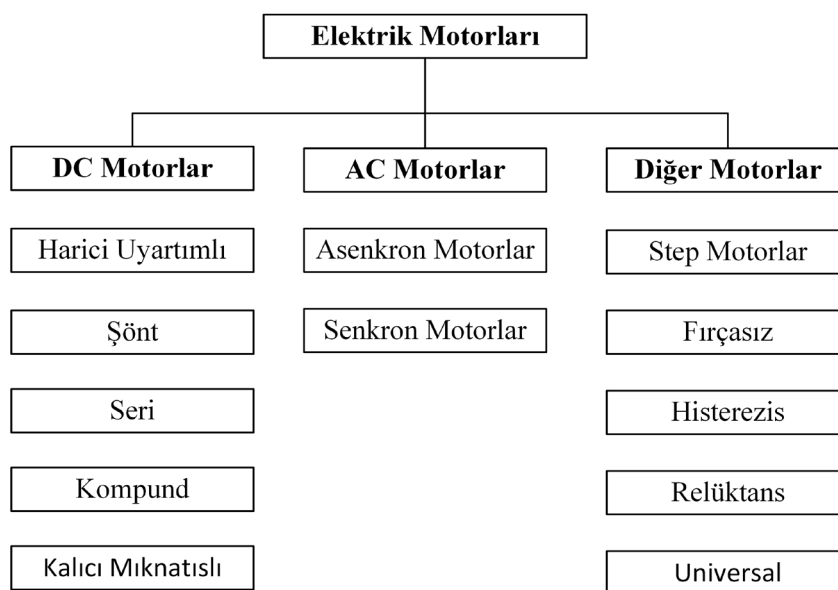 Elektrik Motorları
DC Motorlar
AC Motorlar
Diğer Motorlar
Harici Uyartımlı
Asenkron Motorlar
Step Motorlar
Şönt
Senkron Motorlar
Fırçasız
Seri
Histerezis
Kompund
Relüktans
Kalıcı Mıknatıslı
Universal